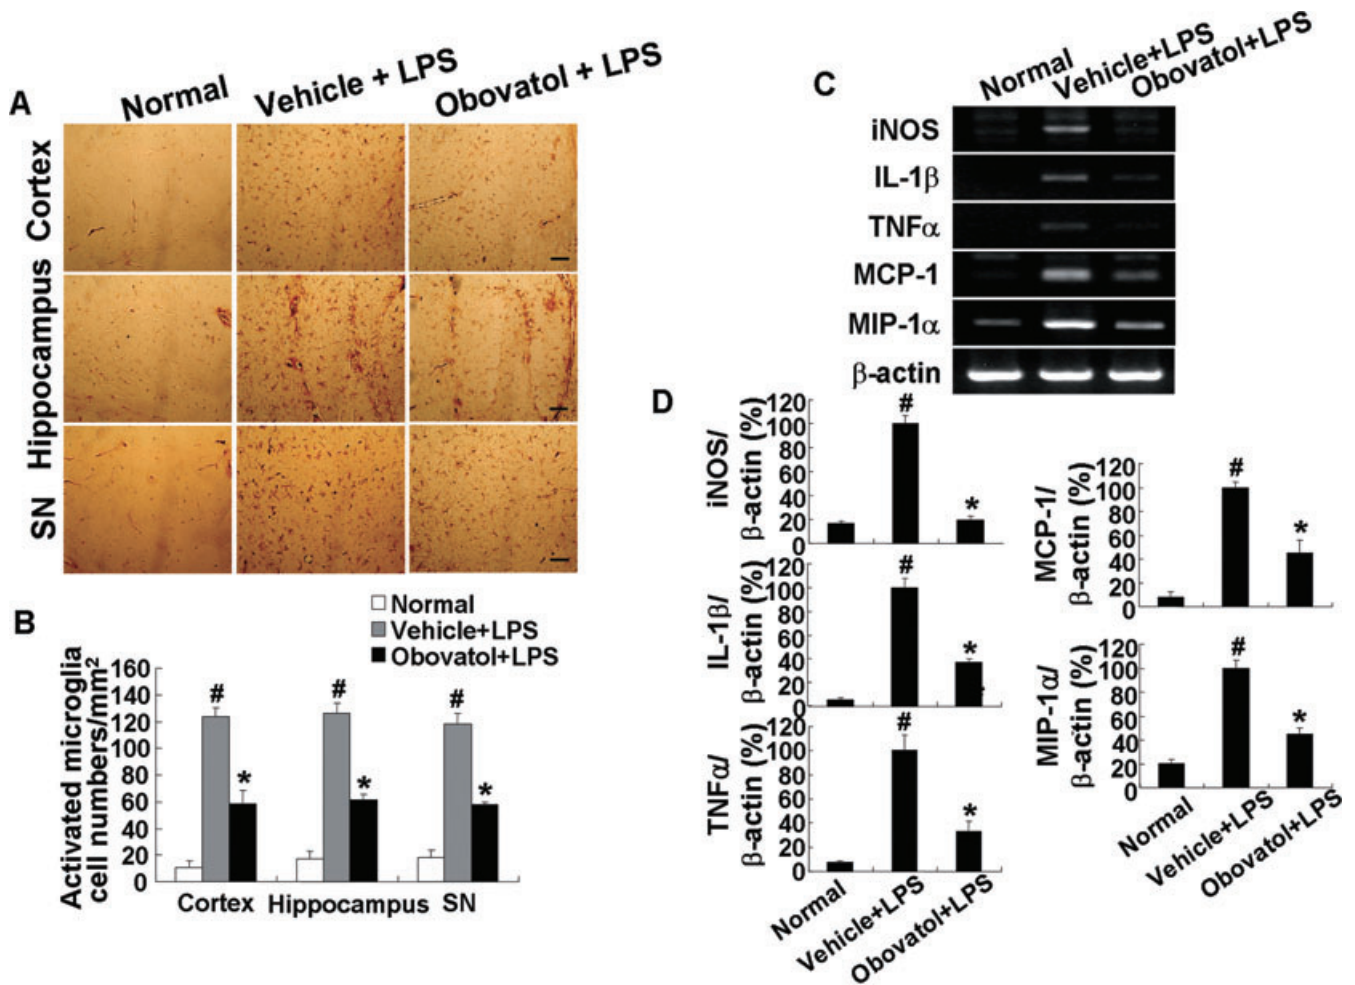 A
Normal
Vehicle + LPS
Obovatol + LPS
Cortex
Hippocampus
SN
B
Normal
Vehicle+LPS
Obovatol+LPS
Activated microglia
cell numbers/mm²
160
140
120
100
80
60
40
20
0
#
*
#
*
#
*
Cortex
Hippocampus
SN
C
Normal
Vehicle+LPS
Obovatol+LPS
iNOS
IL-1β
TNFα
MCP-1
MIP-1α
β-actin
D
iNOS/
β-actin (%)
120
100
80
60
40
20
0
#
*
IL-1β/
β-actin (%)
120
100
80
60
40
20
0
#
*
TNFα/
β-actin (%)
120
100
80
60
40
20
0
#
*
Normal
Vehicle+LPS
Obovatol+LPS
MCP-1/
β-actin (%)
120
100
80
60
40
20
0
#
*
MIP-1α/
β-actin (%)
120
100
80
60
40
20
0
#
*
Normal
Vehicle+LPS
Obovatol+LPS